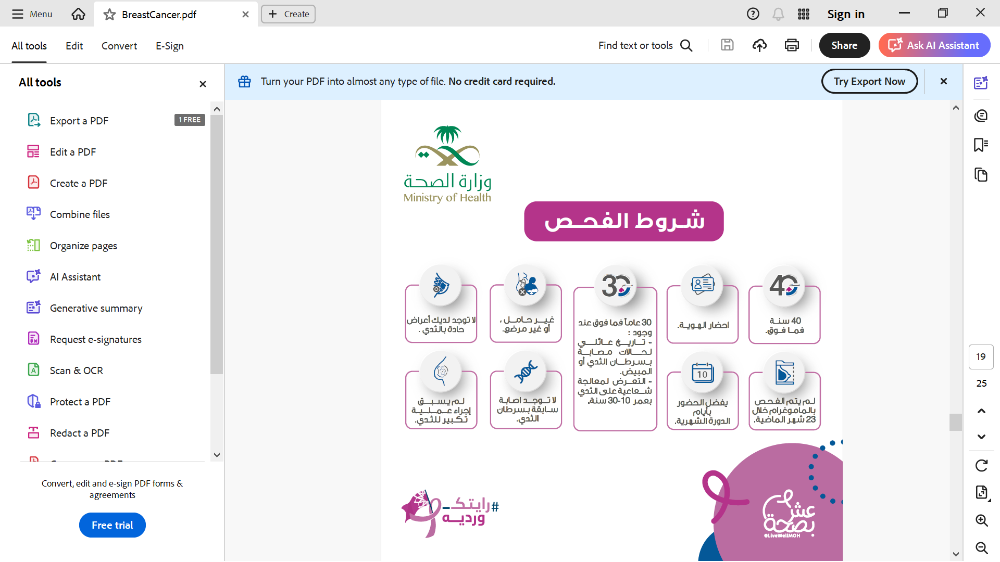 Menu
BreastCancer.pdf
Create
Sign in
All tools
Edit
Convert
E-Sign
Find text or tools
Share
Ask AI Assistant
All tools
Export a PDF
1 FREE
Edit a PDF
Create a PDF
Combine files
Organize pages
AI Assistant
Generative summary
Request e-signatures
Scan & OCR
Protect a PDF
Redact a PDF
Convert, edit and e-sign PDF forms &
agreements
Free trial
Turn your PDF into almost any type of file. No credit card required.
Try Export Now
وزارة الصحة
Ministry of Health
شروط الفحص
40
40 سنة
فما فوق.
احضار الهوية.
30
30 عاماً فما فوق عند
وجود :
- تاريخ عائلي
لحالات مصابة
بسرطان الثدي أو
المبيض.
- التعرض لمعالجة
شعاعية على الثدي
بعمر 10-30 سنة.
غير حامل ،
أو غير مرضع.
لا توجد لديك أعراض
حادة بالثدي .
لم يتم الفحص
بالماموغرام خلال
23 شهر الماضية.
10
يفضل الحضور
بأيام
الدورة الشهرية.
لا توجد اصابة
سابقة بسرطان
الثدي.
لم يسبق
إجراء عملية
تكبير للثدي.
#رايتك_
ورديه
عش
بصحة
@LiveWellMOH
19
25